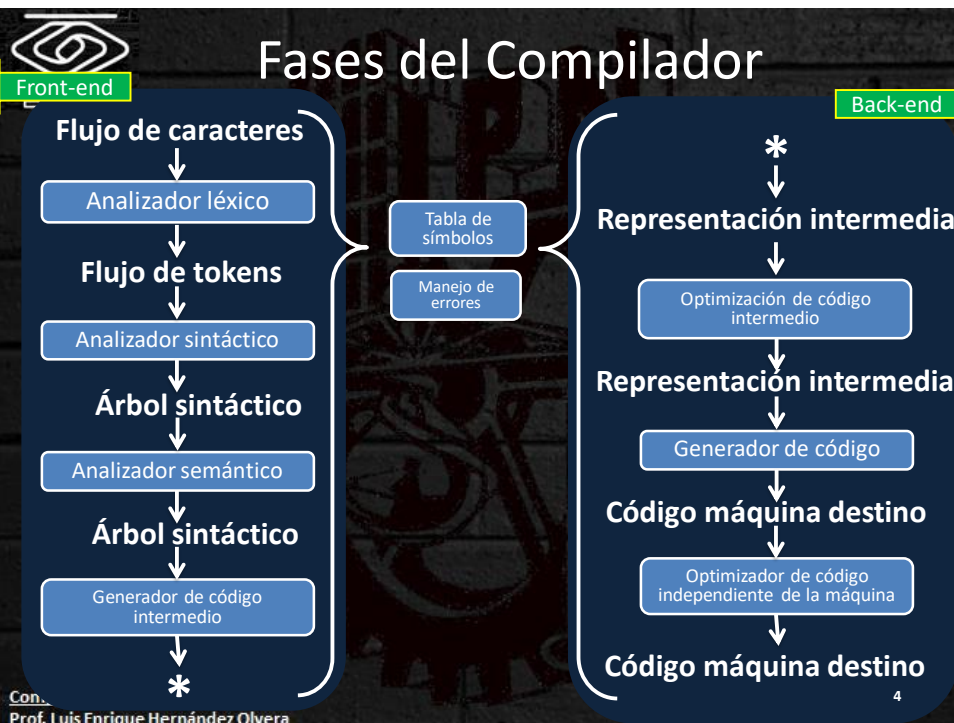 Fases del Compilador
Front-end
Flujo de caracteres
Analizador léxico
Flujo de tokens
Analizador sintáctico
Árbol sintáctico
Analizador semántico
Árbol sintáctico
Generador de código
intermedio
*
Tabla de
símbolos
Manejo de
errores
Back-end
*
Representación intermedia
Optimización de código
intermedio
Representación intermedia
Generador de código
Código máquina destino
Optimizador de código
independiente de la máquina
Código máquina destino
4
Prof. Luis Enrique Hernández Olvera